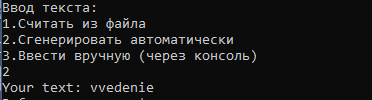 Ввод текста:
1.Считать из файла
2.Сгенерировать автоматически
3.Ввести вручную (через консоль)
2
Your text: vvedenie